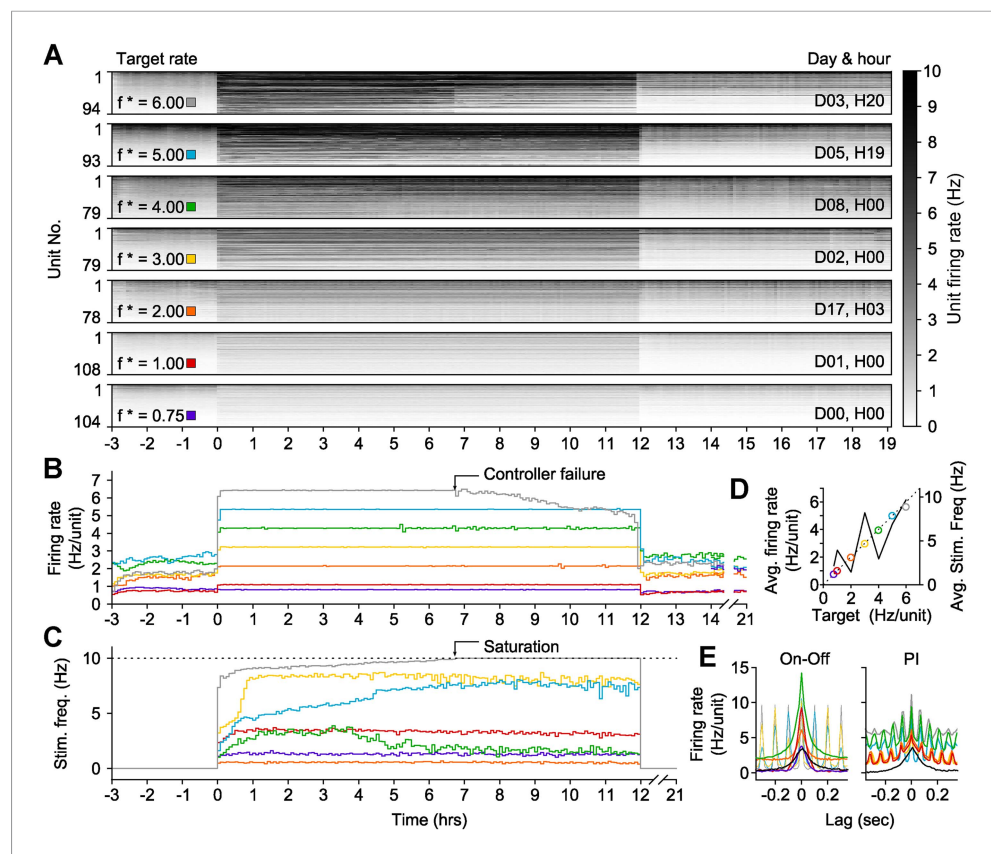 A
Target rate
Day & hour
1
94
f * = 6.00
D03, H20
1
93
f * = 5.00
D05, H19
1
79
f * = 4.00
D08, H00
1
79
f * = 3.00
D02, H00
1
78
f * = 2.00
D17, H03
1
108
f * = 1.00
D01, H00
1
104
f * = 0.75
D00, H00
Unit No.
-3 -2 -1 0 1 2 3 4 5 6 7 8 9 10 11 12 13 14 15 16 17 18 19
10
9
8
7
6
5
4
3
2
1
0
Unit firing rate (Hz)
B
Controller failure
7
6
5
4
3
2
1
0
Firing rate
(Hz/unit)
-3 -2 -1 0 1 2 3 4 5 6 7 8 9 10 11 12 13 14 21
C
Saturation
10
5
0
Stim. freq. (Hz)
-3 -2 -1 0 1 2 3 4 5 6 7 8 9 10 11 12 13 21
Time (hrs)
D
Avg. firing rate
(Hz/unit)
6
4
2
0
0 2 4 6
Target (Hz/unit)
10
5
0
Avg. Stim. Freq (Hz)
E
On-Off
PI
15
10
5
0
Firing rate
(Hz/unit)
-0.2 0 0.2
-0.2 0 0.2
Lag (sec)